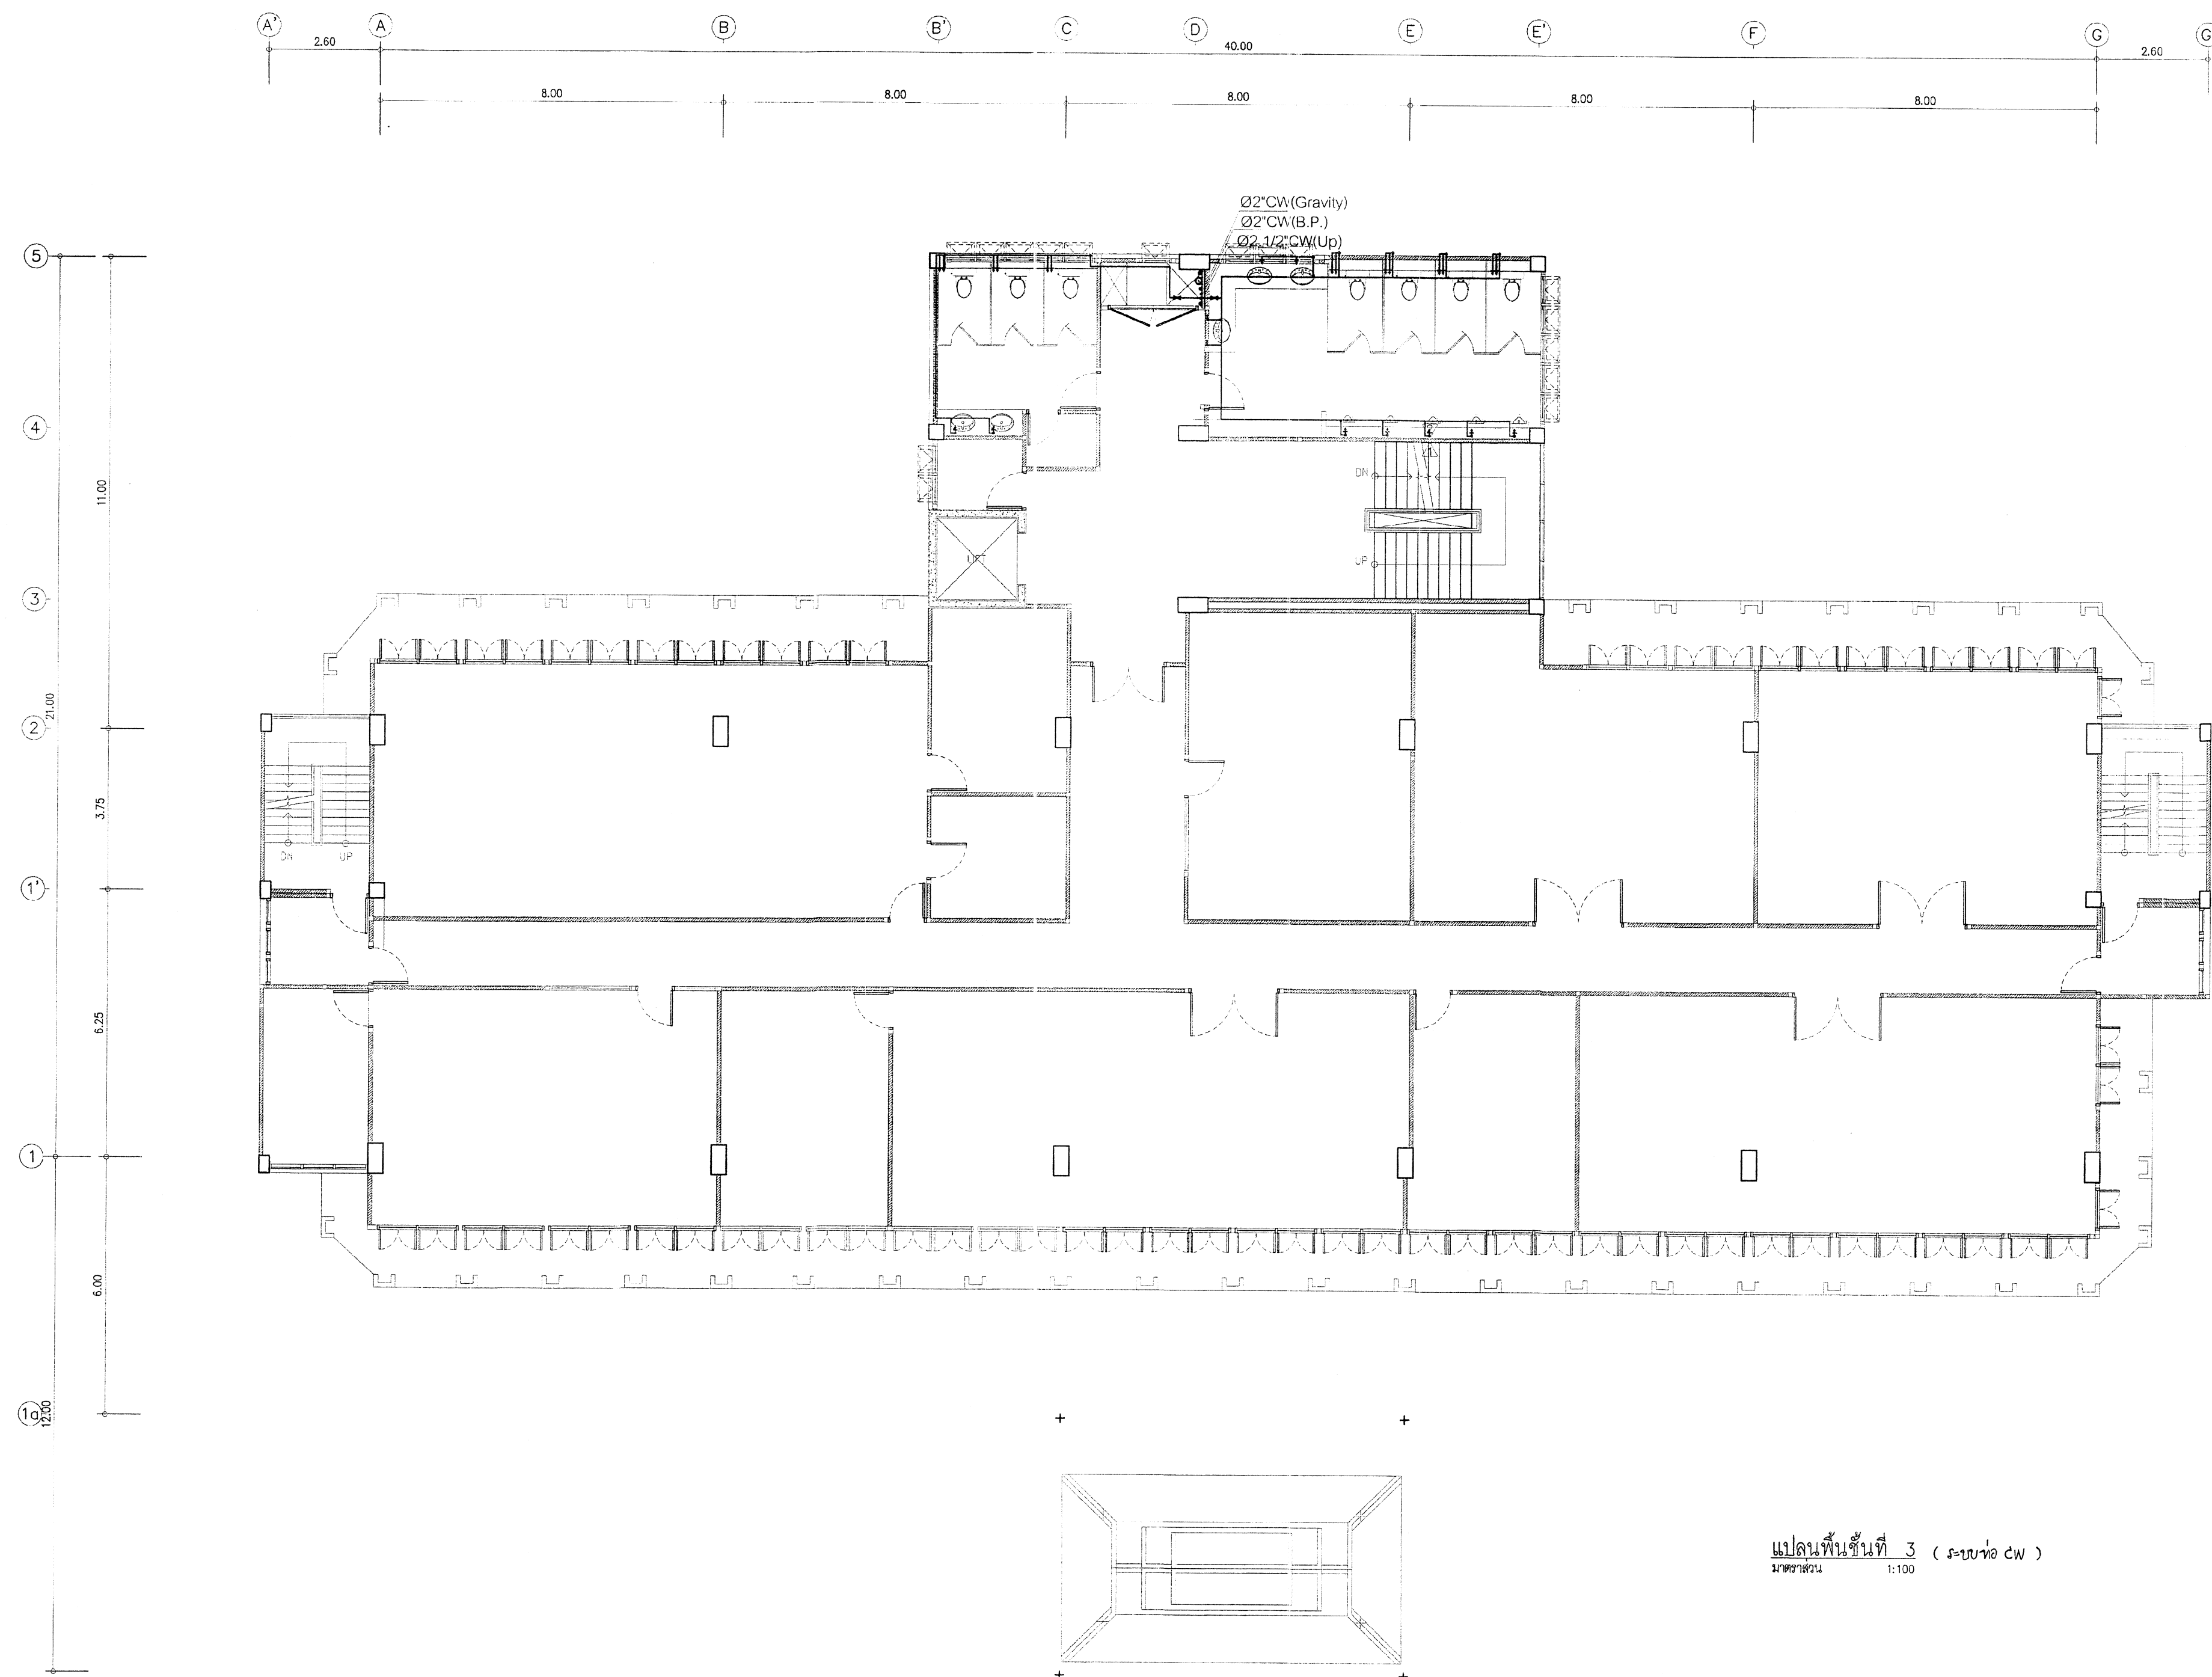 A' A B B' C D E E' F G G
2.60 40.00 2.60
8.00 8.00 8.00 8.00 8.00
Ø2"CW(Gravity)
Ø2"CW(B.P.)
Ø2 1/2"CW(Up)
5
4
11.00
DN
LIFT
UP
3
21.00
2
3.75
DN UP
1'
6.25
1
6.00
1a
12.00
แปลนพื้นชั้นที่ 3 ( ระบบท่อ CW )
มาตราส่วน 1:100